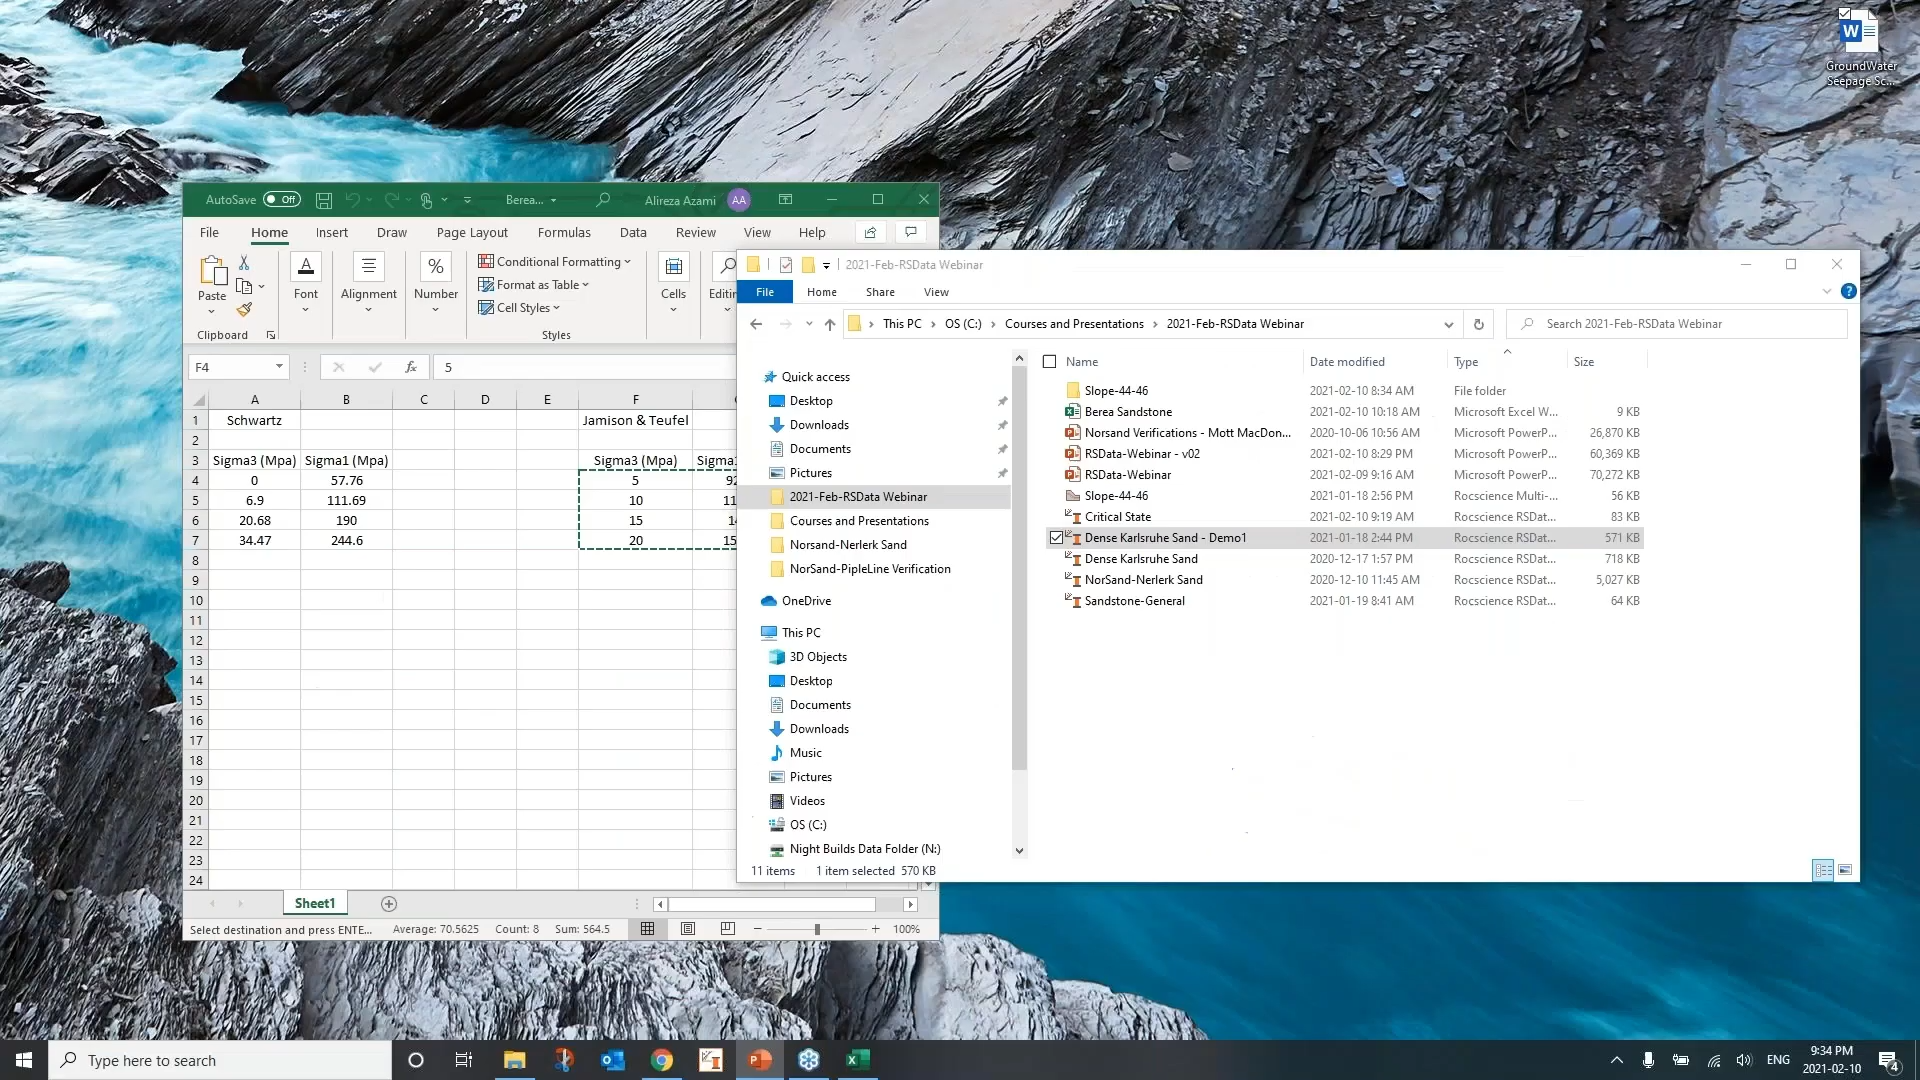 GroundWater
Seepage Sc...
AutoSave Off Berea... Alireza Azami AA
File Home Insert Draw Page Layout Formulas Data Review View Help
Paste Font Alignment Number Conditional Formatting Format as Table Cell Styles Cells
Clipboard Styles
F4 5
A B C D E F
1 Schwartz Jamison & Teufel
2
3 Sigma3 (Mpa) Sigma1 (Mpa) Sigma3 (Mpa)
4 0 57.76 5
5 6.9 111.69 10
6 20.68 190 15
7 34.47 244.6 20
8
9
10
11
12
13
14
15
16
17
18
19
20
21
22
23
24
Sheet1
Select destination and press ENTE... Average: 70.5625 Count: 8 Sum: 564.5 100%
2021-Feb-RSData Webinar
File Home Share View
This PC OS (C:) Courses and Presentations 2021-Feb-RSData Webinar Search 2021-Feb-RSData Webinar
Quick access
Desktop
Downloads
Documents
Pictures
2021-Feb-RSData Webinar
Courses and Presentations
Norsand-Nerlerk Sand
NorSand-PipleLine Verification
OneDrive
This PC
3D Objects
Desktop
Documents
Downloads
Music
Pictures
Videos
OS (C:)
Night Builds Data Folder (N:)
Name Date modified Type Size
Slope-44-46 2021-02-10 8:34 AM File folder
Berea Sandstone 2021-02-10 10:18 AM Microsoft Excel W... 9 KB
Norsand Verifications - Mott MacDon... 2020-10-06 10:56 AM Microsoft PowerP... 26,870 KB
RSData-Webinar - v02 2021-02-10 8:29 PM Microsoft PowerP... 60,369 KB
RSData-Webinar 2021-02-09 9:16 AM Microsoft PowerP... 70,272 KB
Slope-44-46 2021-01-18 2:56 PM Rocscience Multi-... 56 KB
Critical State 2021-02-10 9:19 AM Rocscience RSDat... 83 KB
Dense Karlsruhe Sand - Demo1 2021-01-18 2:44 PM Rocscience RSDat... 571 KB
Dense Karlsruhe Sand 2020-12-17 1:57 PM Rocscience RSDat... 718 KB
NorSand-Nerlerk Sand 2020-12-10 11:45 AM Rocscience RSDat... 5,027 KB
Sandstone-General 2021-01-19 8:41 AM Rocscience RSDat... 64 KB
11 items 1 item selected 570 KB
Type here to search
ENG
9:34 PM
2021-02-10
4